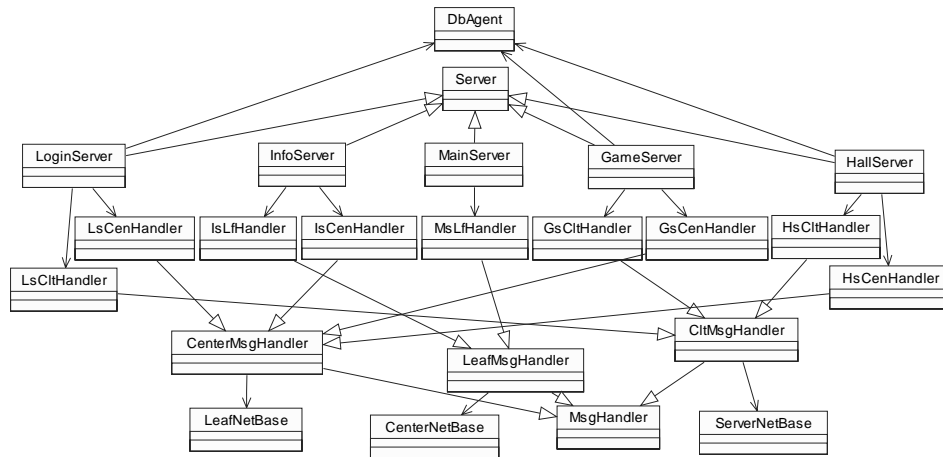 DbAgent
Server
LoginServer
InfoServer
MainServer
GameServer
HallServer
LsCenHandler
IsLfHandler
IsCenHandler
MsLfHandler
GsCltHandler
GsCenHandler
HsCltHandler
LsCltHandler
HsCenHandler
CenterMsgHandler
LeafMsgHandler
CltMsgHandler
LeafNetBase
CenterNetBase
MsgHandler
ServerNetBase